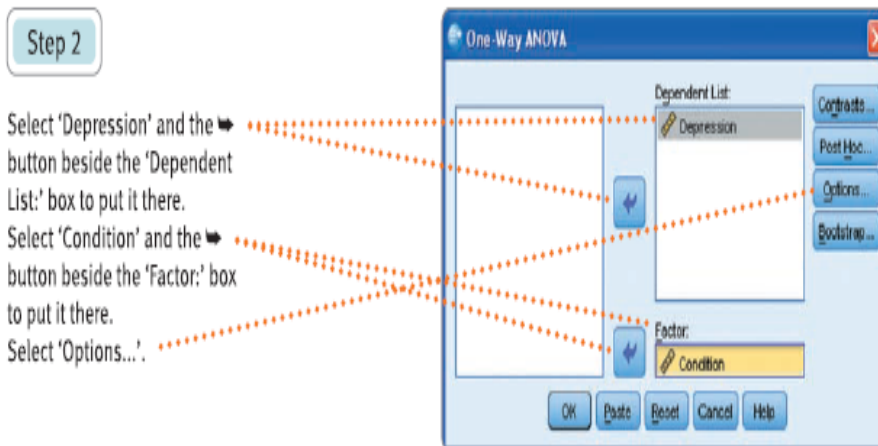 Step 2
Select 'Depression' and the ➥
button beside the 'Dependent
List:' box to put it there.
Select 'Condition' and the ➥
button beside the 'Factor:' box
to put it there.
Select 'Options...'.
One-Way ANOVA
Dependent List:
Depression
Factor:
Condition
Contrasts...
Post Hoc...
Options...
Bootstrap...
OK
Paste
Reset
Cancel
Help